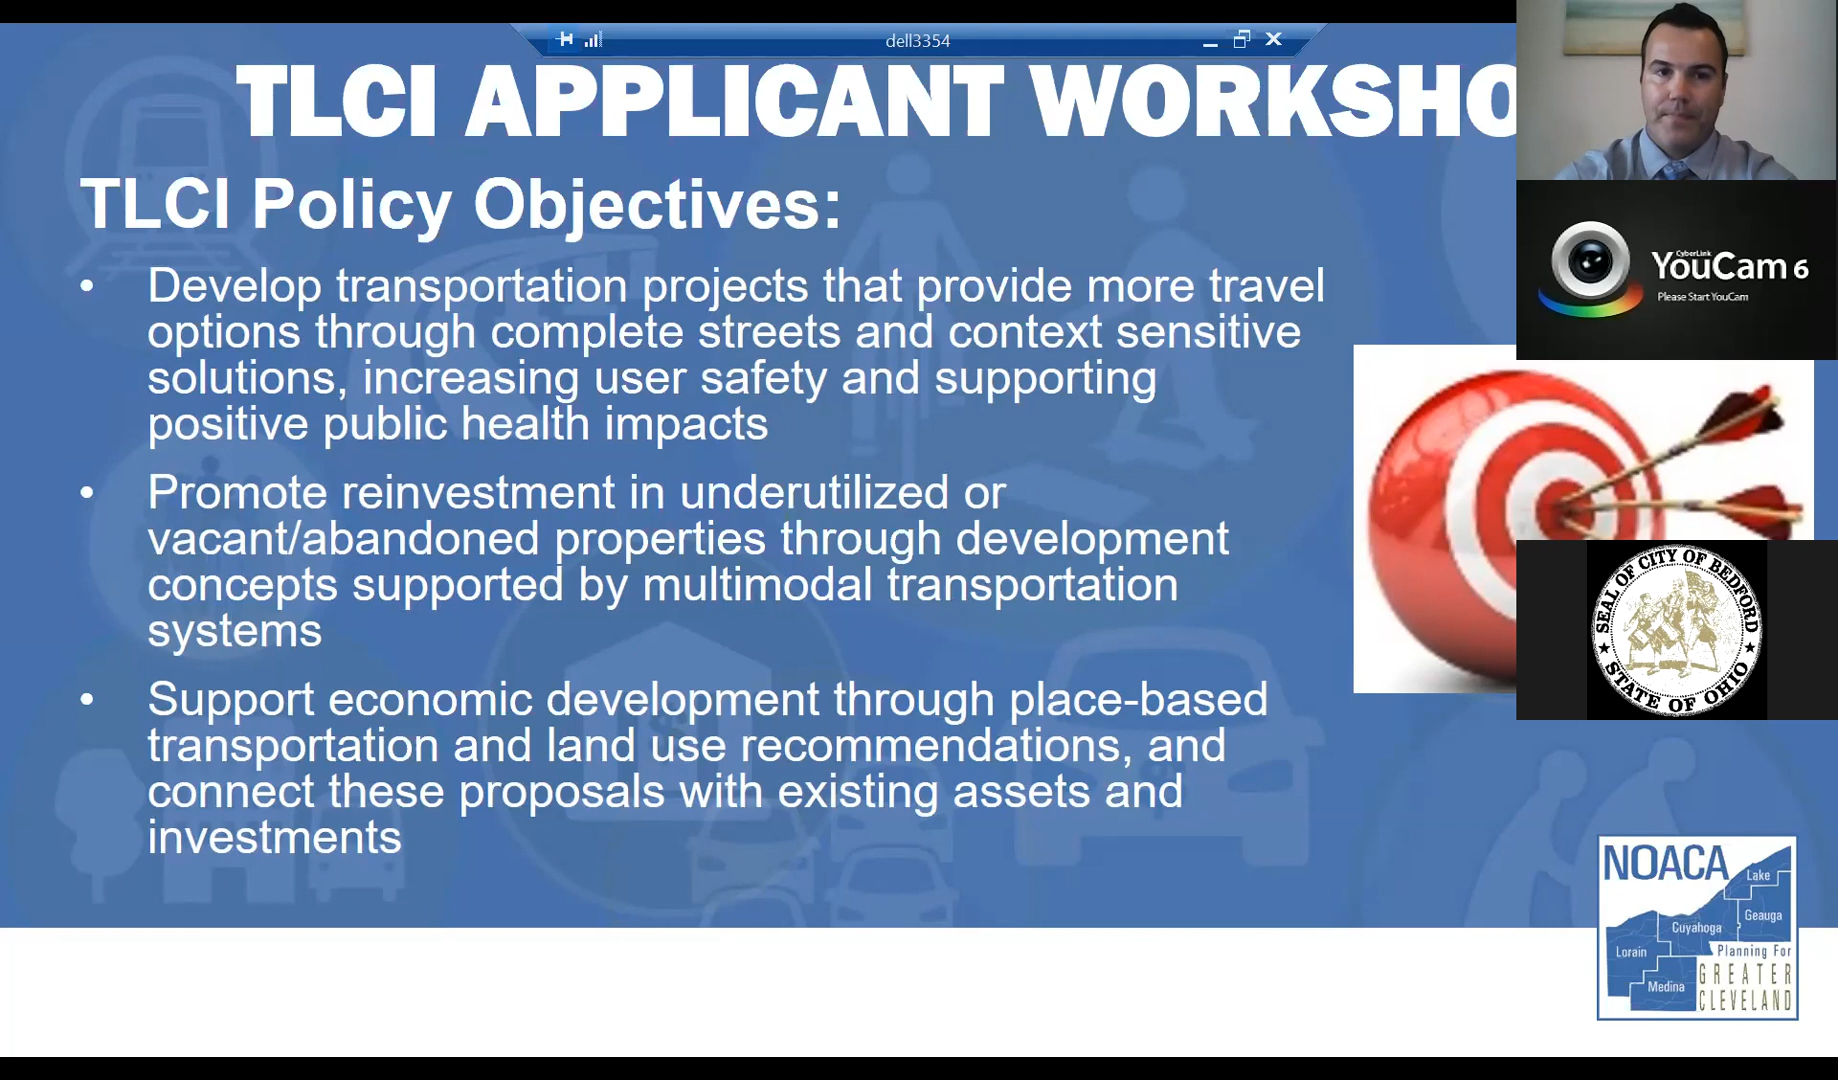 dell3354
TLCI APPLICANT WORKSHO
TLCI Policy Objectives:
• Develop transportation projects that provide more travel
options through complete streets and context sensitive
solutions, increasing user safety and supporting
positive public health impacts
• Promote reinvestment in underutilized or
vacant/abandoned properties through development
concepts supported by multimodal transportation
systems
• Support economic development through place-based
transportation and land use recommendations, and
connect these proposals with existing assets and
investments
CyberLink
YouCam 6
Please Start YouCam
SEAL OF CITY OF BEDFORD
STATE OF OHIO
NOACA
Lake
Geauga
Cuyahoga
Lorain
Medina
Planning For
GREATER
CLEVELAND